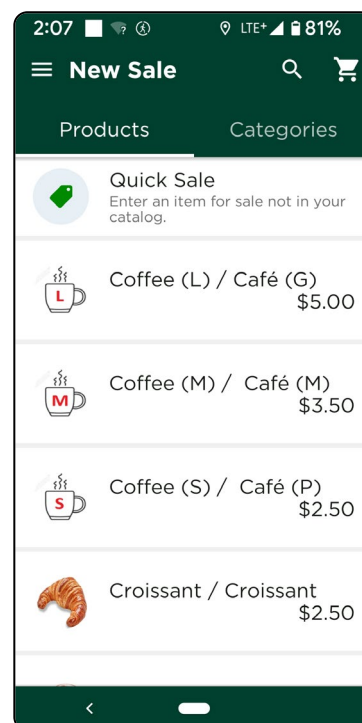 2:07 LTE+ 81%
New Sale
Products Categories
Quick Sale
Enter an item for sale not in your
catalog.
L
Coffee (L) / Café (G)
$5.00
M
Coffee (M) / Café (M)
$3.50
S
Coffee (S) / Café (P)
$2.50
Croissant / Croissant
$2.50